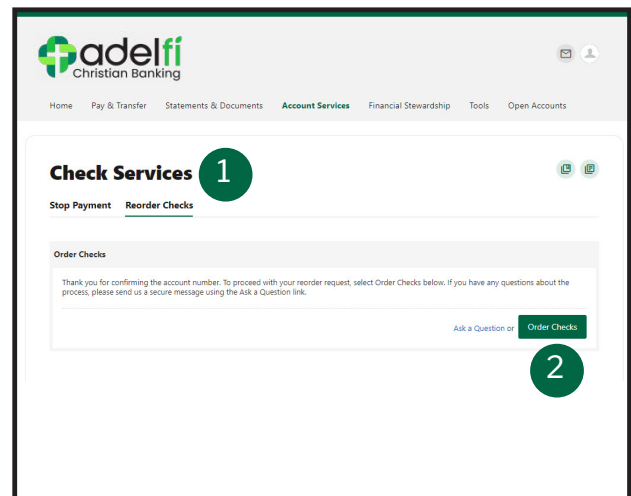 adelfi
Christian Banking
Home Pay & Transfer Statements & Documents Account Services Financial Stewardship Tools Open Accounts
Check Services 1
Stop Payment Reorder Checks
Order Checks
Thank you for confirming the account number. To proceed with your reorder request, select Order Checks below. If you have any questions about the
process, please send us a secure message using the Ask a Question link.
Ask a Question or Order Checks
2